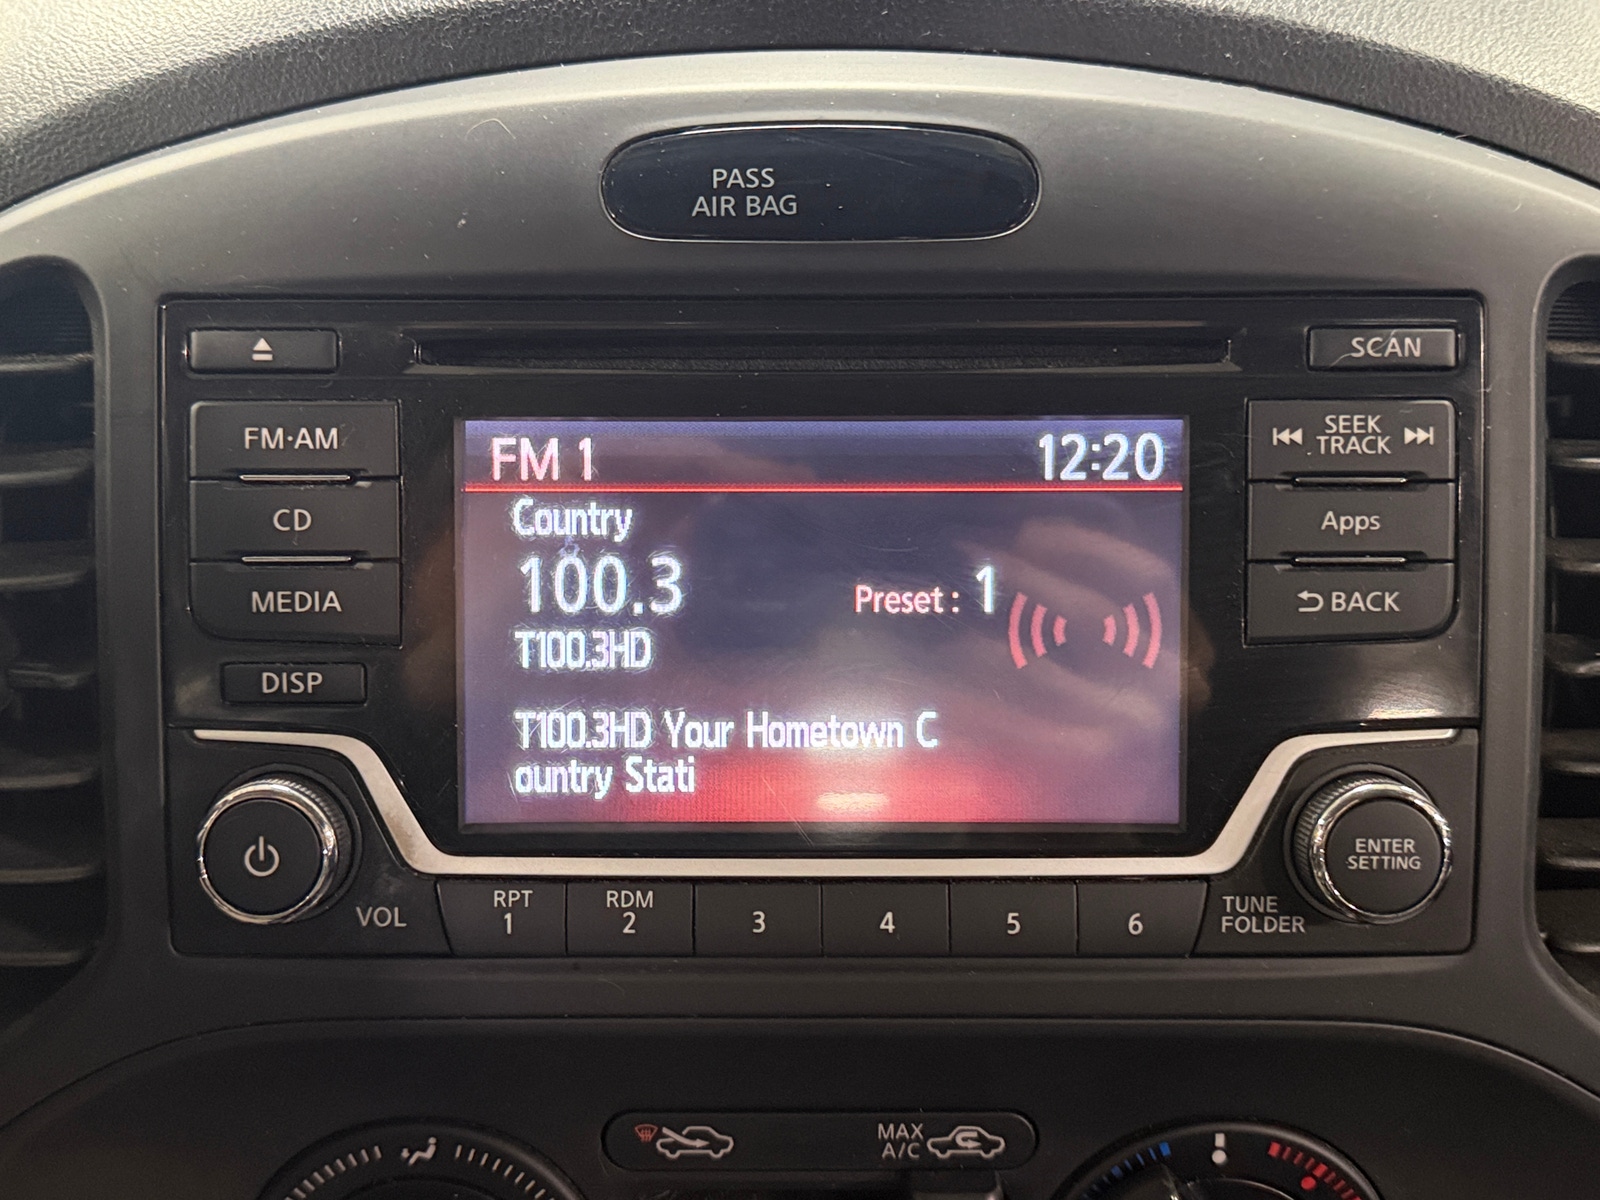 PASS
AIR BAG
SCAN
FM·AM
CD
MEDIA
DISP
FM 1
12:20
Country
100.3
Preset : 1
T100.3HD
T100.3HD Your Hometown C
ountry Stati
SEEK
TRACK
Apps
BACK
VOL
RPT
1
RDM
2
3
4
5
6
ENTER
SETTING
TUNE
FOLDER
MAX
A/C